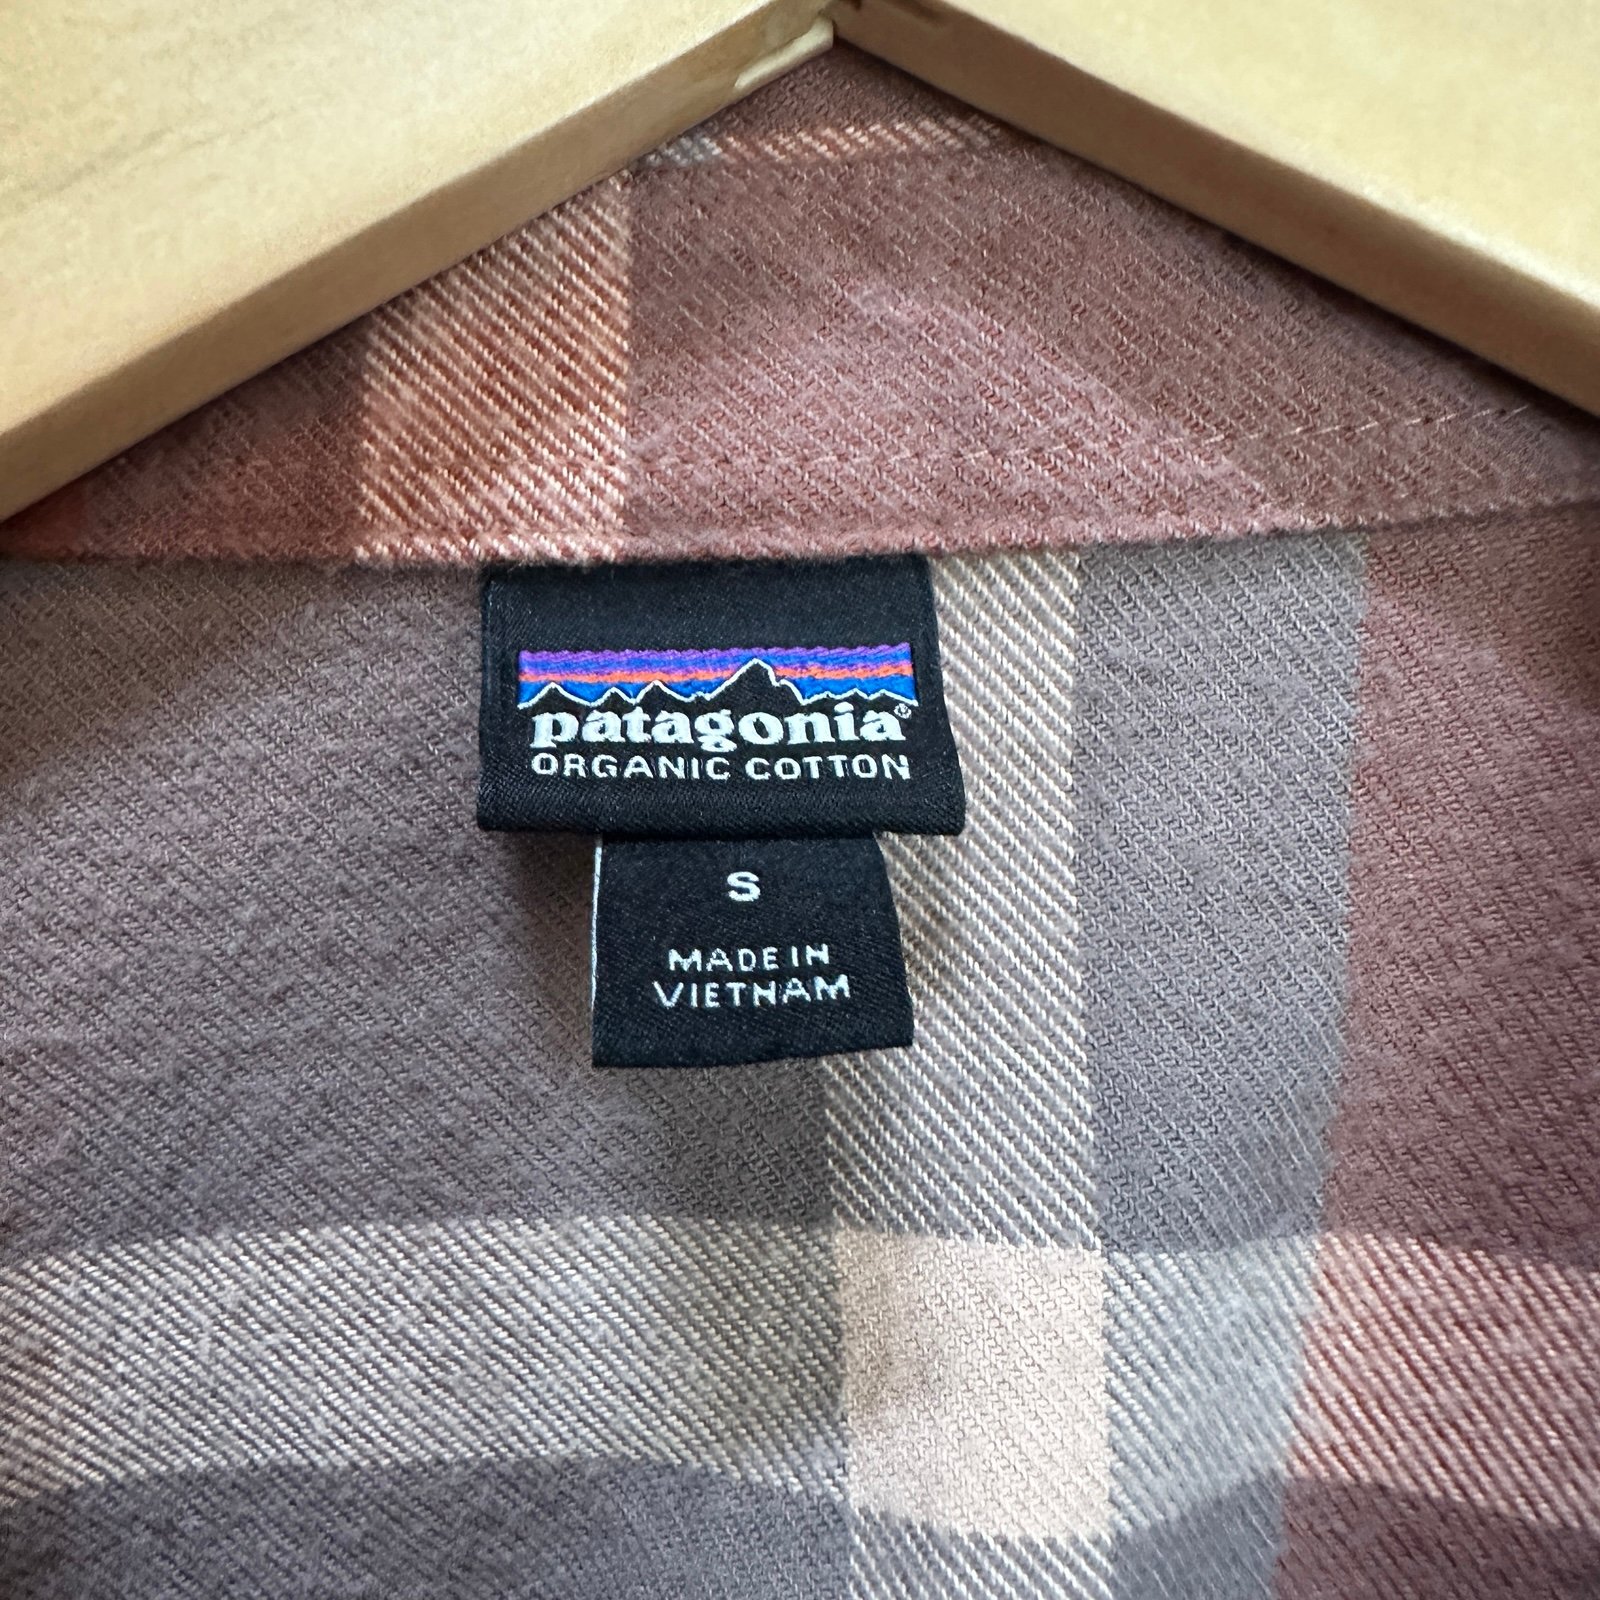 patagonia®
ORGANIC COTTON
S
MADE IN
VIETNAM